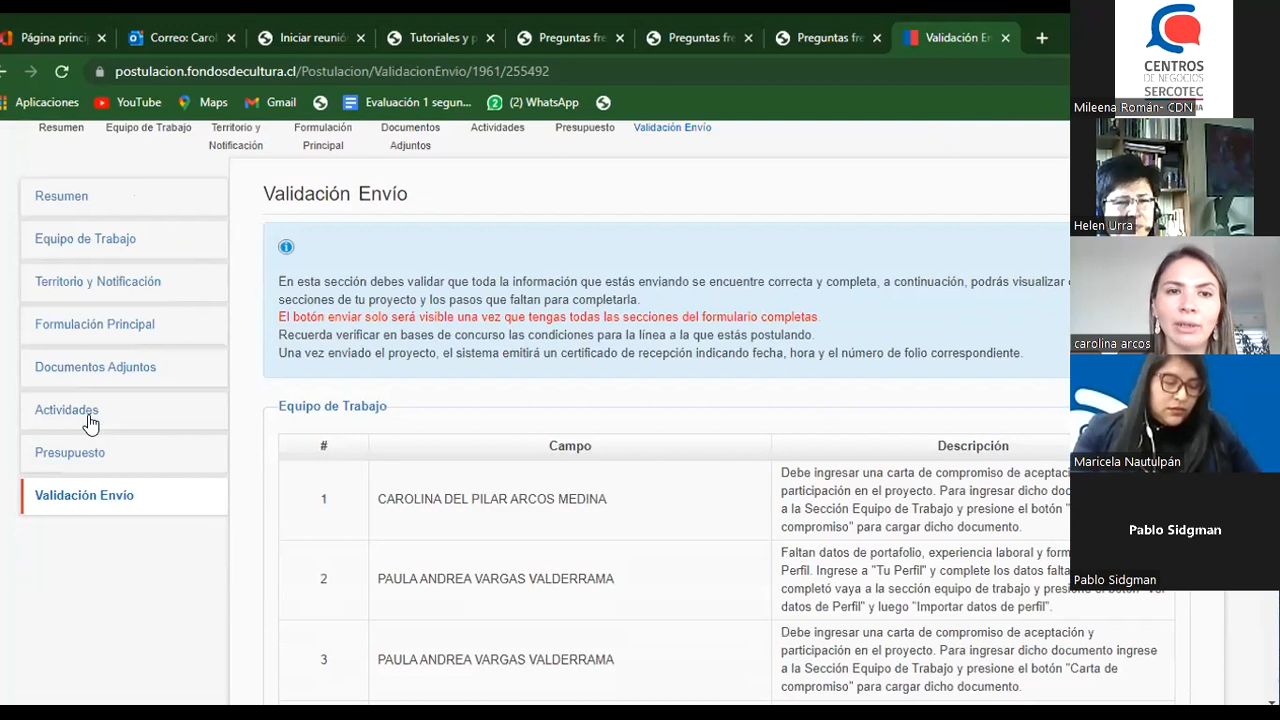 Página princi
Correo: Carol
Iniciar reunió
Tutoriales y p
Preguntas fre
Preguntas fre
Preguntas fr
Validación En
postulacion.fondosdecultura.cl/Postulacion/ValidacionEnvio/1961/255492
Aplicaciones
YouTube
Maps
Gmail
Evaluación 1 segun...
(2) WhatsApp
Resumen
Equipo de Trabajo
Territorio y
Notificación
Formulación
Principal
Documentos
Adjuntos
Actividades
Presupuesto
Validación Envío
Resumen
Equipo de Trabajo
Territorio y Notificación
Formulación Principal
Documentos Adjuntos
Actividades
Presupuesto
Validación Envío
Validación Envío
En esta sección debes validar que toda la información que estás enviando se encuentre correcta y completa, a continuación, podrás visualizar
secciones de tu proyecto y los pasos que faltan para completarla.
El botón enviar solo será visible una vez que tengas todas las secciones del formulario completas.
Recuerda verificar en bases de concurso las condiciones para la línea a la que estás postulando.
Una vez enviado el proyecto, el sistema emitirá un certificado de recepción indicando fecha, hora y el número de folio correspondiente.
Equipo de Trabajo
# Campo Descripción
1 CAROLINA DEL PILAR ARCOS MEDINA
Debe ingresar una carta de compromiso de
participación en el proyecto. Para ingresar dicho
a la Sección Equipo de Trabajo y presione el botón "
compromiso" para cargar dicho documento.
2 PAULA ANDREA VARGAS VALDERRAMA
Faltan datos de portafolio, experiencia laboral y
Perfil. Ingrese a "Tu Perfil" y complete los datos
completó vaya a la sección equipo de trabajo y
datos de Perfil" y luego "Importar datos de perfil".
3 PAULA ANDREA VARGAS VALDERRAMA
Debe ingresar una carta de compromiso de aceptación y
participación en el proyecto. Para ingresar dicho documento ingrese
a la Sección Equipo de Trabajo y presione el botón "Carta de
compromiso" para cargar dicho documento.
CENTROS
DE NEGOCIOS
SERCOTEC
Mileena Román- CDN
Helen Urra
carolina arcos
Maricela Nautulpán
Pablo Sidgman
Pablo Sidgman